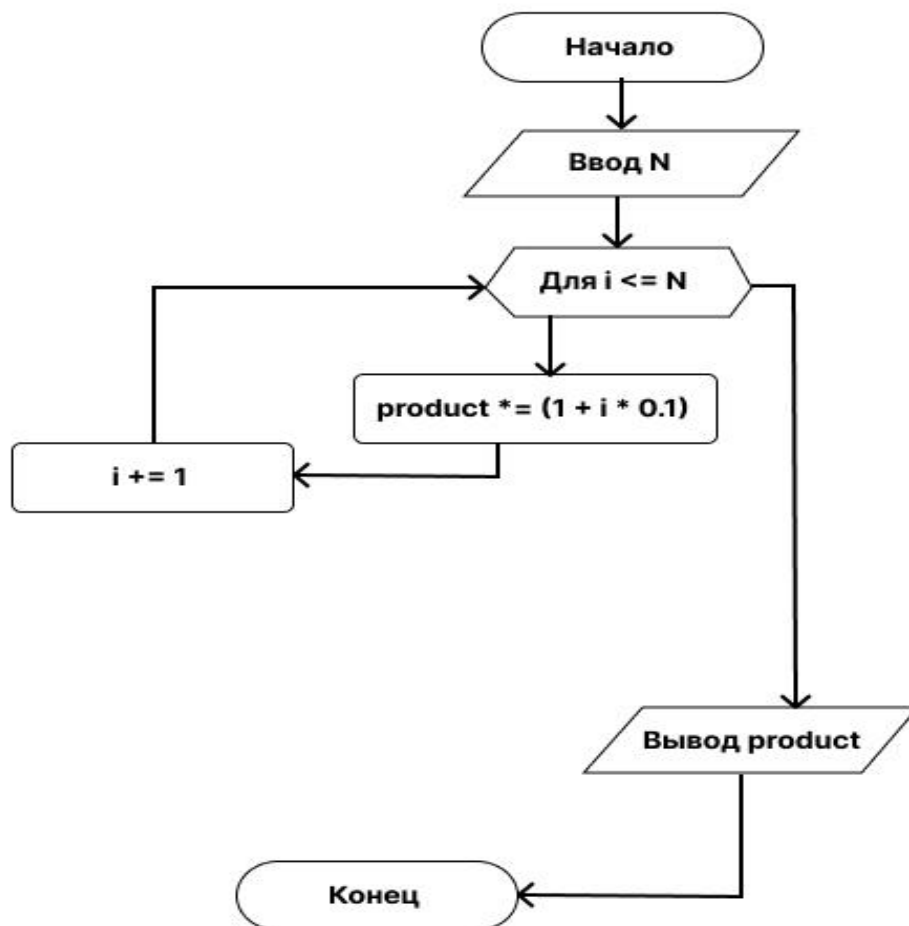 Начало
Ввод N
Для i <= N
product *= (1 + i * 0.1)
i += 1
Вывод product
Конец